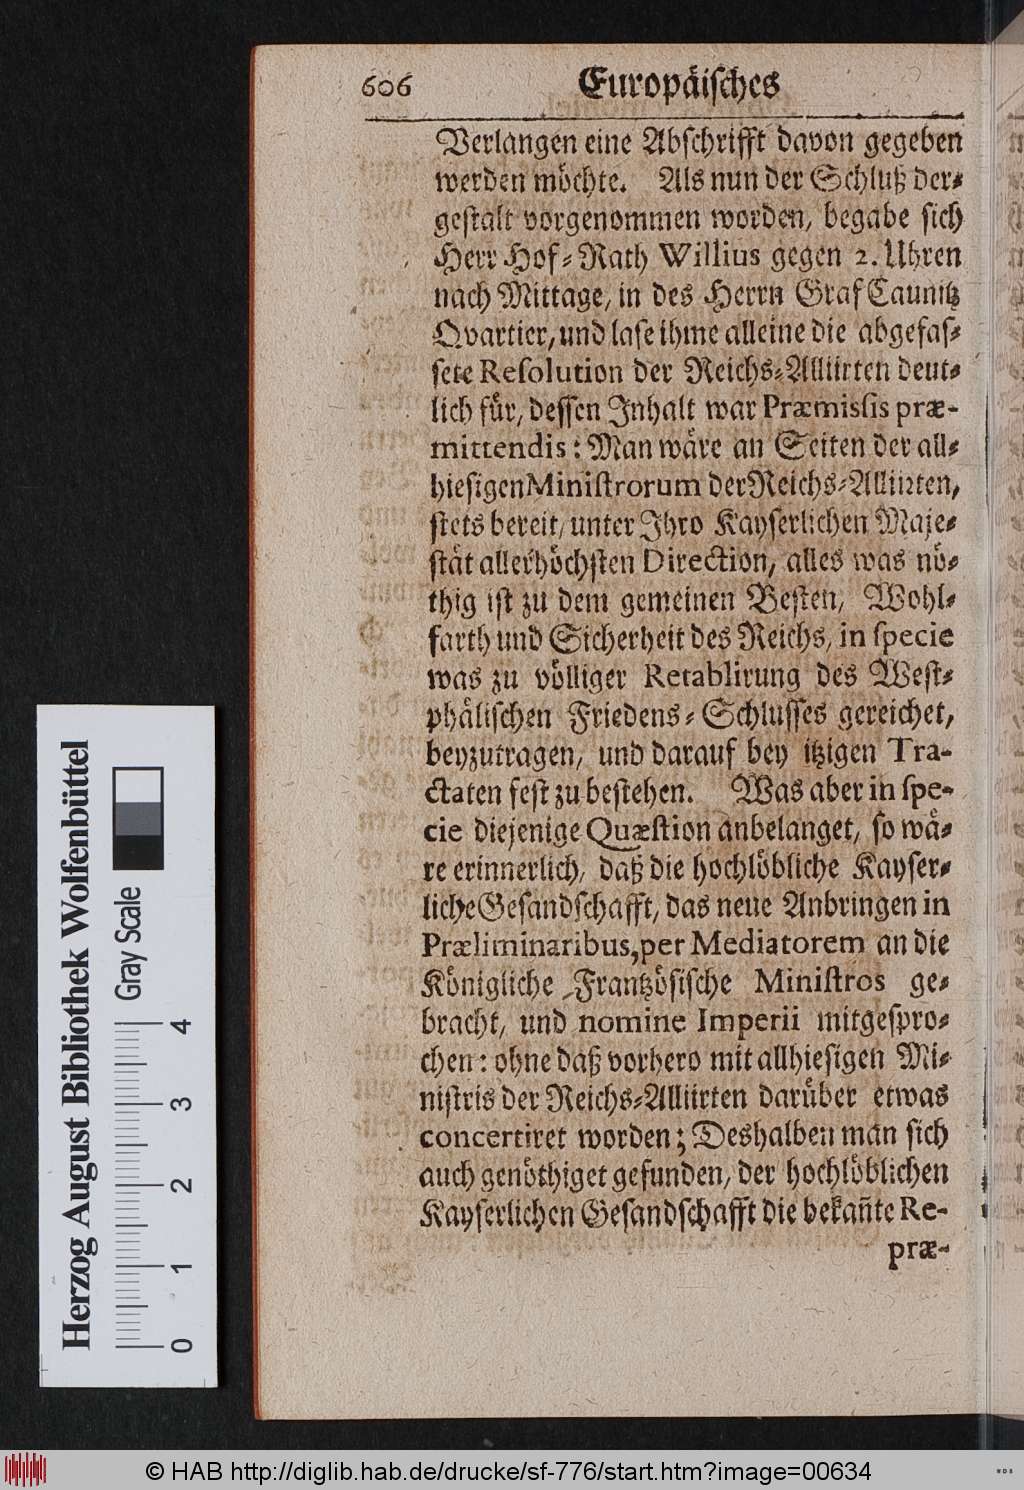 606 Europäiſches
Verlangen eine Abſchrifft davon gegeben
werden möchte. Als nun der Schluß der⸗
geſtalt vorgenommen worden, begabe ſich
Herr Hof⸗Rath Willius gegen 2. Uhren
nach Mittage, in des Herrn Graf Caunitz
Qvartier, und laſe ihme alleine die abgefaſ⸗
ſete Reſolution der Reichs⸗Alliirten deut⸗
lich für, deſſen Inhalt war Præmiſſis præ-
mittendis: Man wäre an Seiten der all⸗
hieſigen Miniſtrorum der Reichs⸗Alliirten,
ſtets bereit, unter Ihro Kayſerlichen Maje⸗
ſtät allerhöchſten Direction, alles was nö⸗
thig iſt zu dem gemeinen Beſten, Wohl⸗
farth und Sicherheit des Reichs, in ſpecie
was zu völliger Retablirung des Weſt⸗
phäliſchen Friedens⸗Schluſſes gereichet,
beyzutragen, und darauf bey itzigen Tra-
ctaten feſt zu beſtehen. Was aber in ſpe-
cie diejenige Quæſtion anbelanget, ſo wä⸗
re erinnerlich, daß die hochlöbliche Kayſer⸗
liche Geſandſchafft, das neue Anbringen in
Præliminaribus, per Mediatorem an die
Königliche Frantzöſiſche Miniſtros ge⸗
bracht, und nomine Imperii mitgeſpro⸗
chen: ohne daß vorhero mit allhieſigen Mi⸗
niſtris der Reichs⸗Alliirten darüber etwas
concertiret worden; Deshalben man ſich
auch genöthiget gefunden, der hochlöblichen
Kayſerlichen Geſandſchafft die bekañte Re-
præ-
Herzog August Bibliothek Wolfenbüttel
Gray Scale
0 1 2 3 4
© HAB http://diglib.hab.de/drucke/sf-776/start.htm?image=00634